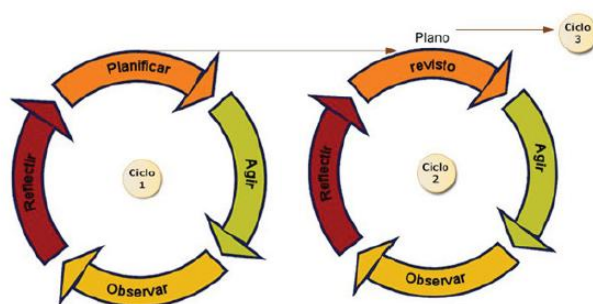 Planificar
Agir
Observar
Reflectir
Ciclo
1
Plano
revisto
Agir
Observar
Reflectir
Ciclo
2
Ciclo
3